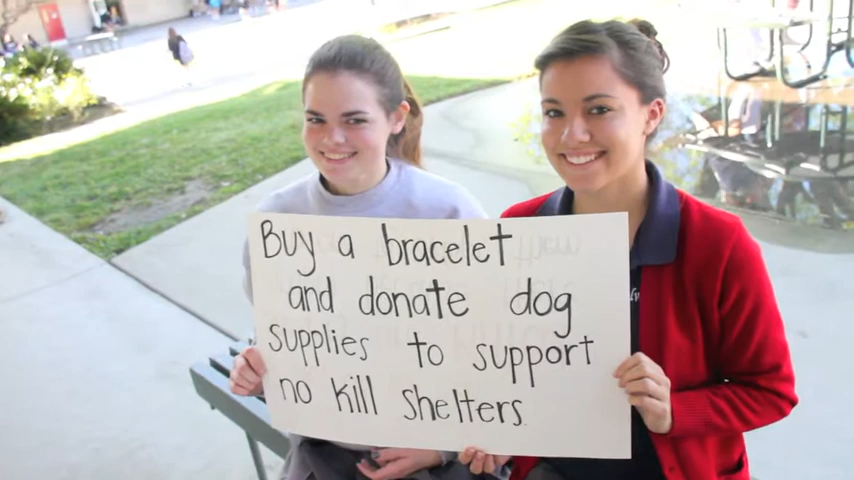 Buy a bracelet
and donate dog
supplies to support
no kill shelters.